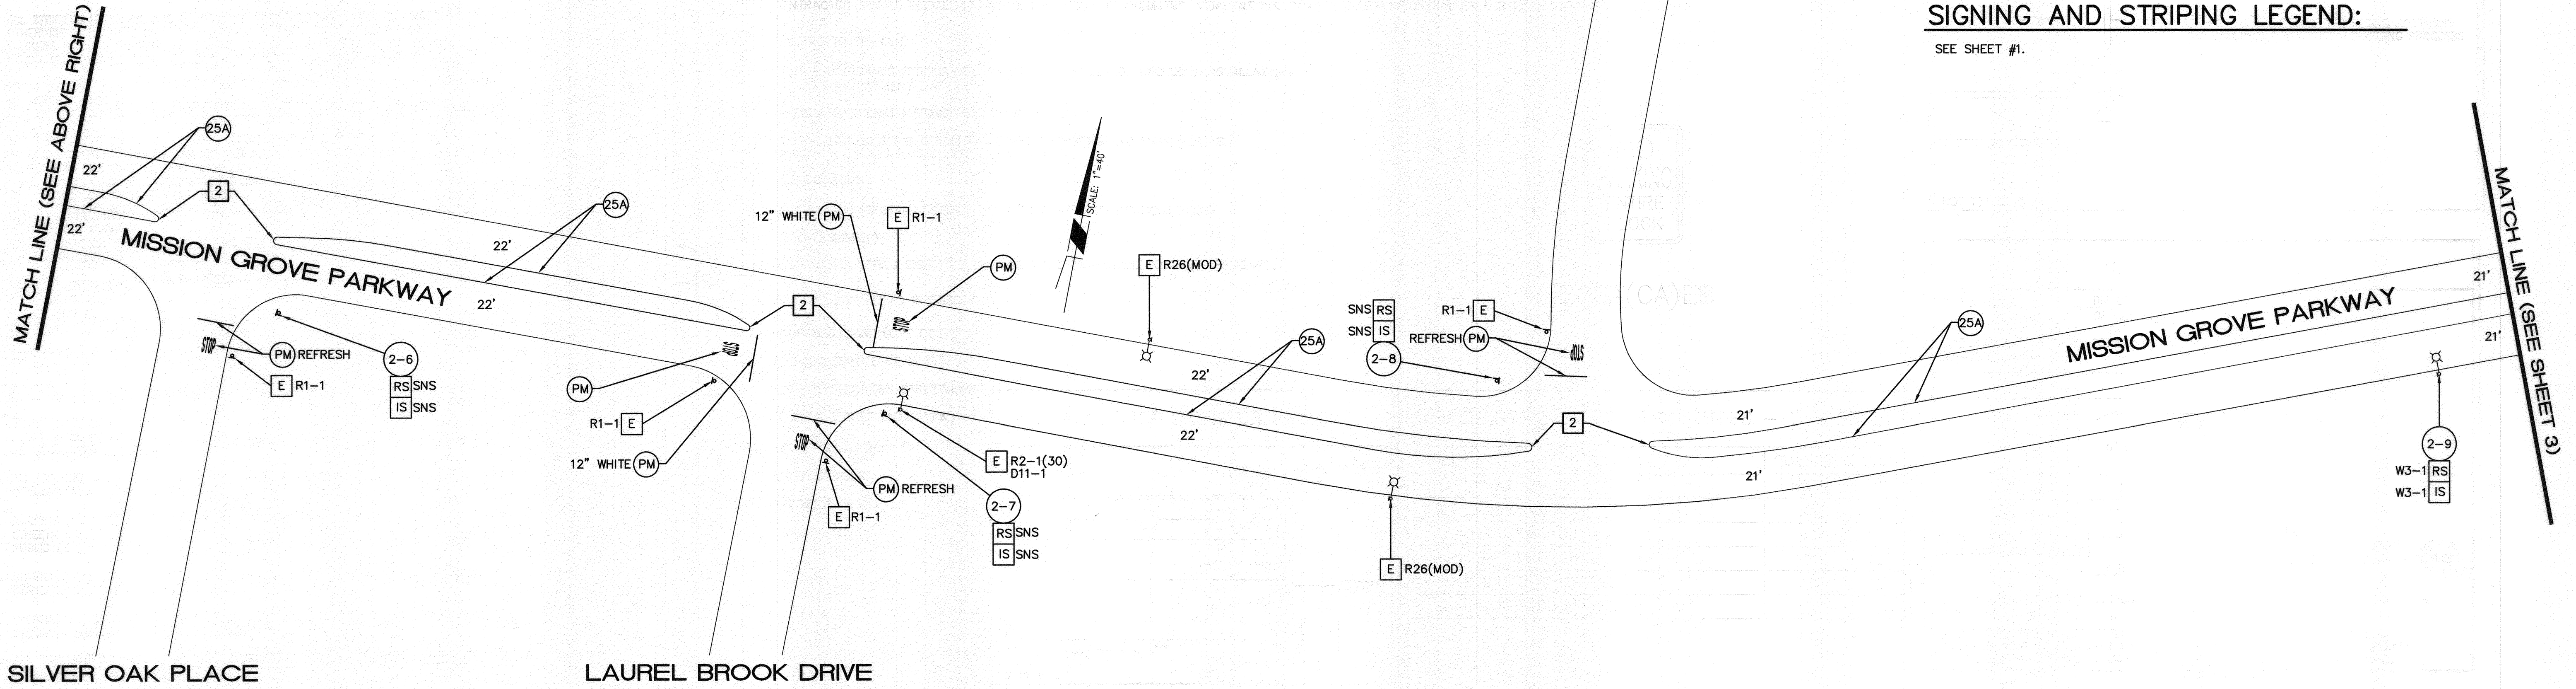 SIGNING AND STRIPING LEGEND:
SEE SHEET #1.
MATCH LINE (SEE ABOVE RIGHT)
25A
22'
2
22'
MISSION GROVE PARKWAY
25A
22'
22'
STOP
PM REFRESH
E R1-1
2-6
RS SNS
IS SNS
SILVER OAK PLACE
12" WHITE PM
E R1-1
PM
STOP
2
STOP
PM
R1-1 E
12" WHITE PM
STOP
PM REFRESH
E R1-1
E R2-1(30)
D11-1
2-7
RS SNS
IS SNS
LAUREL BROOK DRIVE
SCALE: 1"=40'
E R26(MOD)
25A
22'
22'
E R26(MOD)
SNS RS
SNS IS
2-8
R1-1 E
REFRESH PM
STOP
2
21'
21'
25A
MISSION GROVE PARKWAY
21'
21'
2-9
W3-1 RS
W3-1 IS
MATCH LINE (SEE SHEET 3)